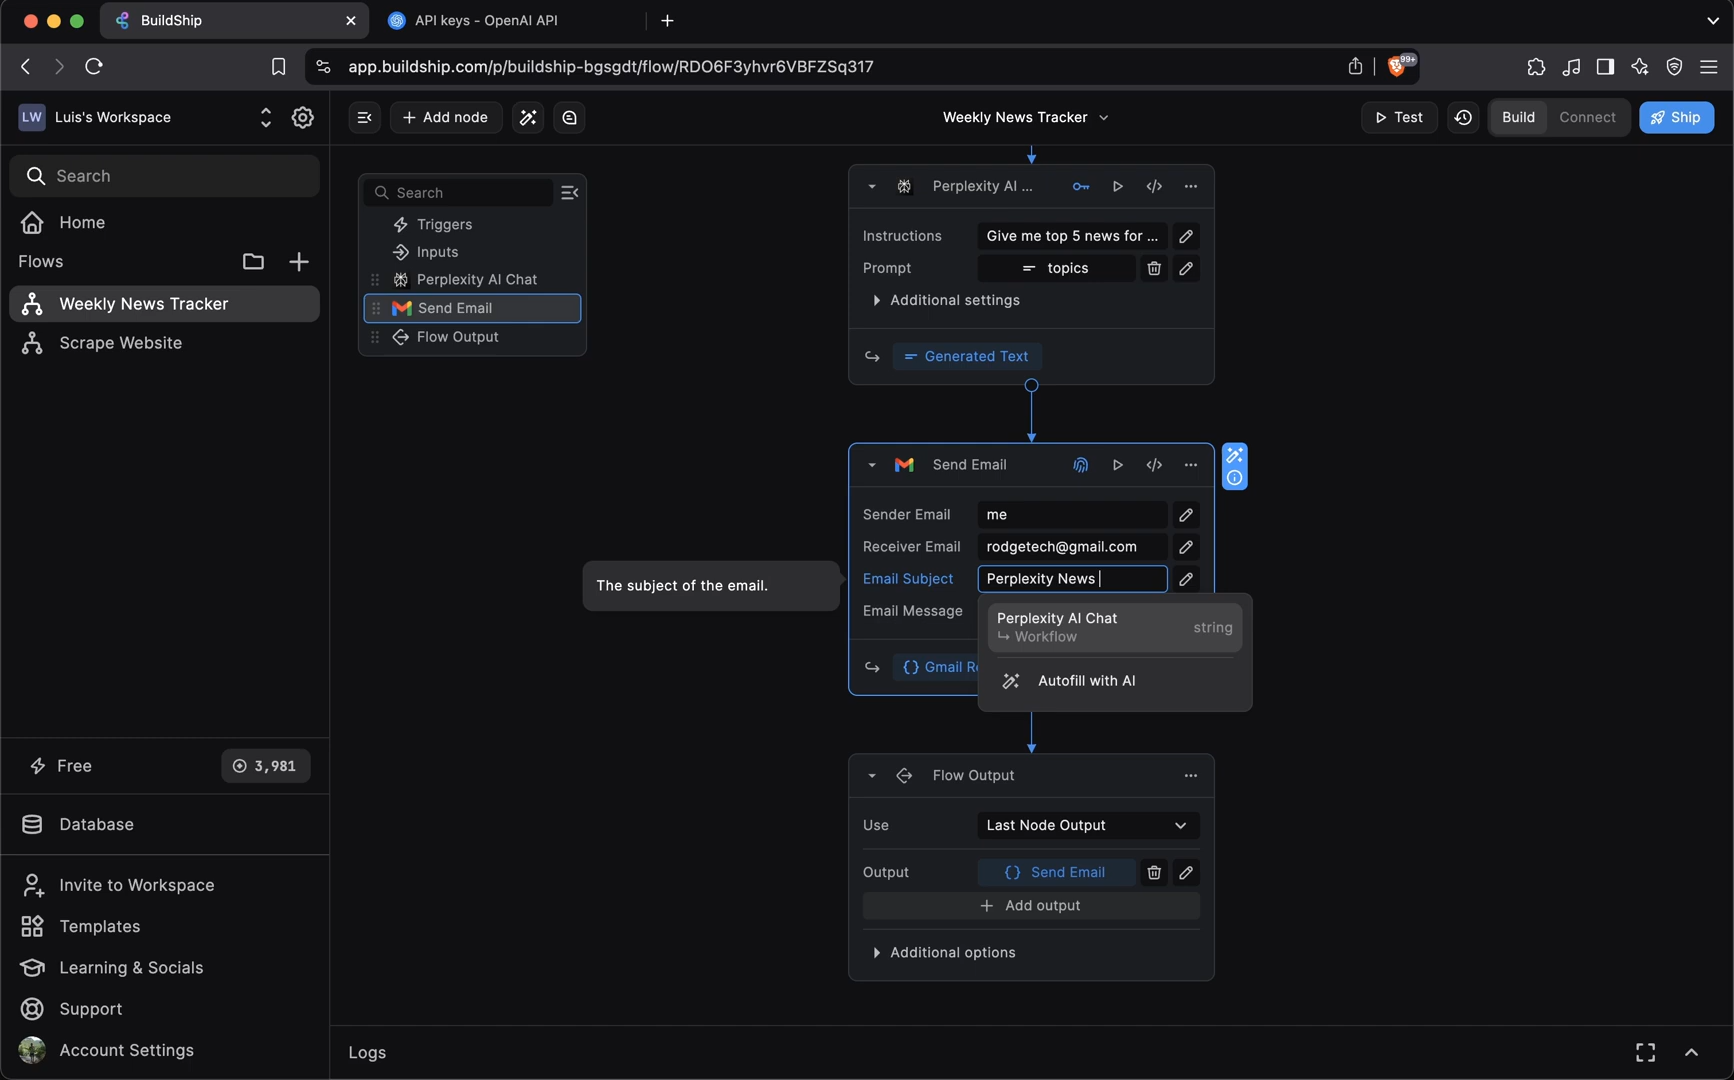 BuildShip
API keys - OpenAI API
app.buildship.com/p/buildship-bgsgdt/flow/RDO6F3yhvr6VBFZSq317
99+
LW
Luis's Workspace
Add node
Weekly News Tracker
Test
Build
Connect
Ship
Search
Home
Flows
Weekly News Tracker
Scrape Website
Search
Triggers
Inputs
Perplexity AI Chat
Send Email
Flow Output
Perplexity AI ...
Instructions
Give me top 5 news for ...
Prompt
topics
Additional settings
Generated Text
Send Email
Sender Email
me
Receiver Email
rodgetech@gmail.com
Email Subject
Perplexity News
The subject of the email.
Email Message
Perplexity AI Chat
Workflow
string
Autofill with AI
{} Gmail Re
Flow Output
Use
Last Node Output
Output
{} Send Email
Add output
Additional options
Free
3,981
Database
Invite to Workspace
Templates
Learning & Socials
Support
Account Settings
Logs